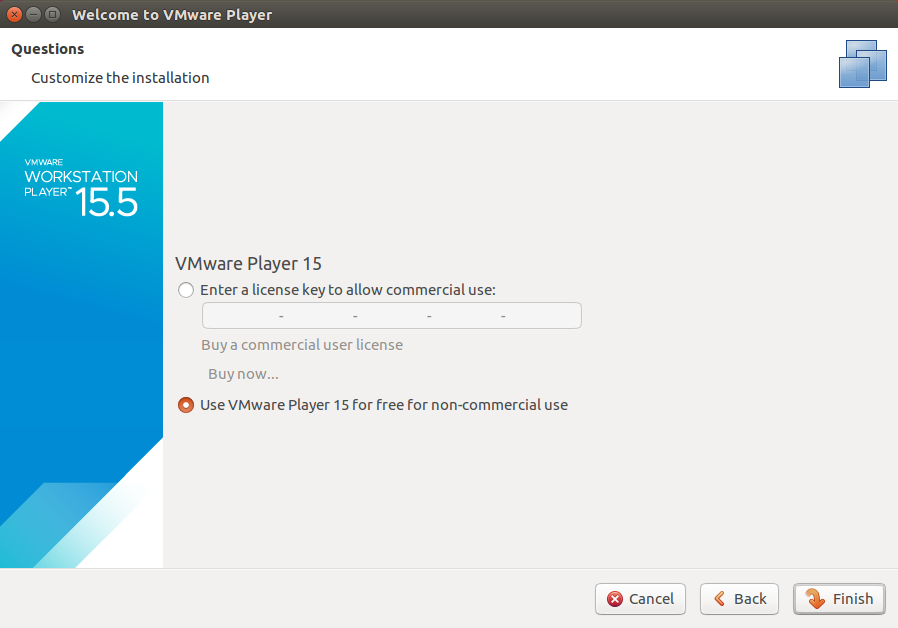 Welcome to VMware Player
Questions
Customize the installation
VMWARE
WORKSTATION
PLAYER™ 15.5
VMware Player 15
Enter a license key to allow commercial use:
- - - -
Buy a commercial user license
Buy now...
Use VMware Player 15 for free for non-commercial use
Cancel Back Finish